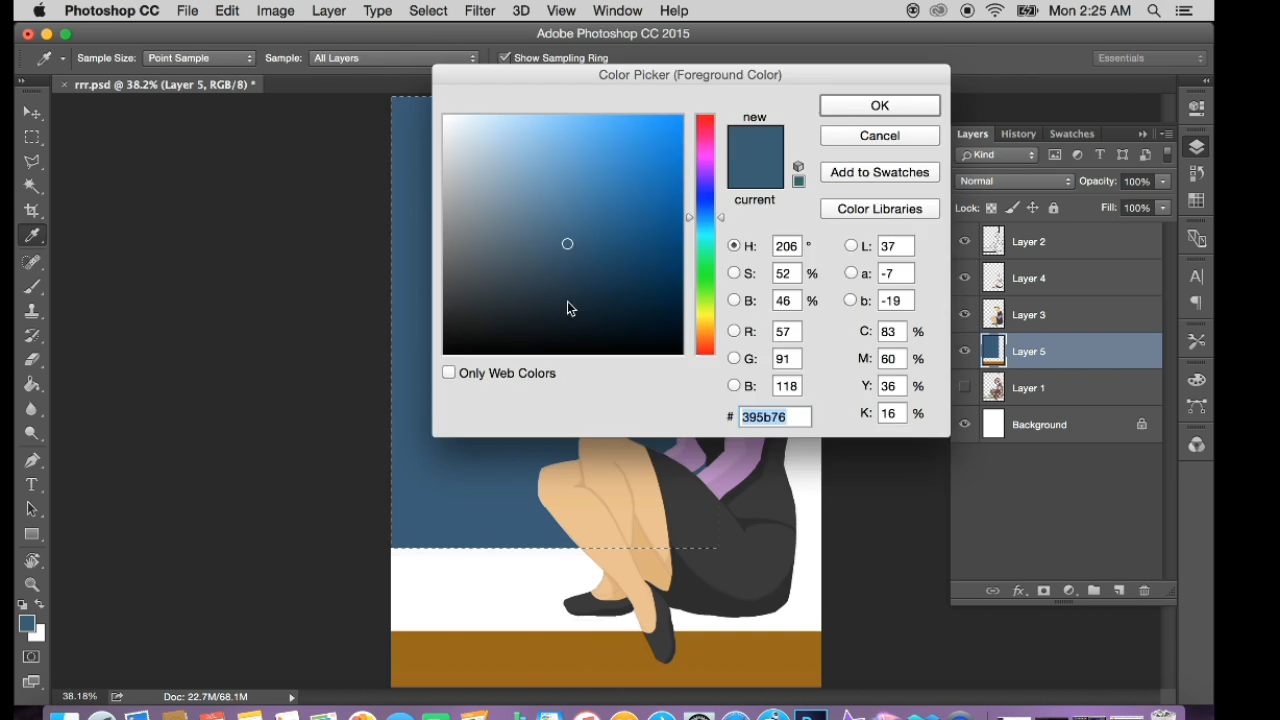 Photoshop CC File Edit Image Layer Type Select Filter 3D View Window Help Mon 2:25 AM
Adobe Photoshop CC 2015
Sample Size: Point Sample Sample: All Layers Show Sampling Ring Essentials
× rrr.psd @ 38.2% (Layer 5, RGB/8) *
Color Picker (Foreground Color)
new
current
OK
Cancel
Add to Swatches
Color Libraries
H: 206 °
S: 52 %
B: 46 %
R: 57
G: 91
B: 118
# 395b76
L: 37
a: -7
b: -19
C: 83 %
M: 60 %
Y: 36 %
K: 16 %
Only Web Colors
Layers History Swatches
Kind
Normal Opacity: 100%
Lock: Fill: 100%
Layer 2
Layer 4
Layer 3
Layer 5
Layer 1
Background
38.16% Doc: 22.7M/68.1M